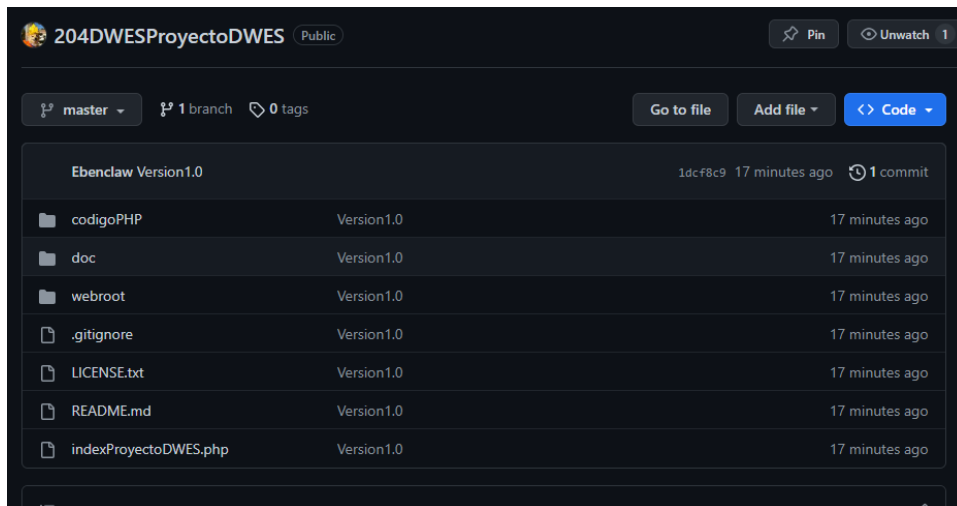 204DWESProyectoDWES Public Pin Unwatch 1
master 1 branch 0 tags Go to file Add file Code
Ebenclaw Version1.0 1dcf8c9 17 minutes ago 1 commit
codigoPHP Version1.0 17 minutes ago
doc Version1.0 17 minutes ago
webroot Version1.0 17 minutes ago
.gitignore Version1.0 17 minutes ago
LICENSE.txt Version1.0 17 minutes ago
README.md Version1.0 17 minutes ago
indexProyectoDWES.php Version1.0 17 minutes ago